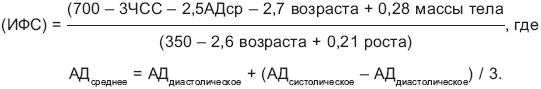 (700 – 3ЧСС – 2,5АДср – 2,7 возраста + 0,28 массы тела
(ИФС) = , где
(350 – 2,6 возраста + 0,21 роста)
АДсреднее = АДдиастолическое + (АДсистолическое – АДдиастолическое) / 3.